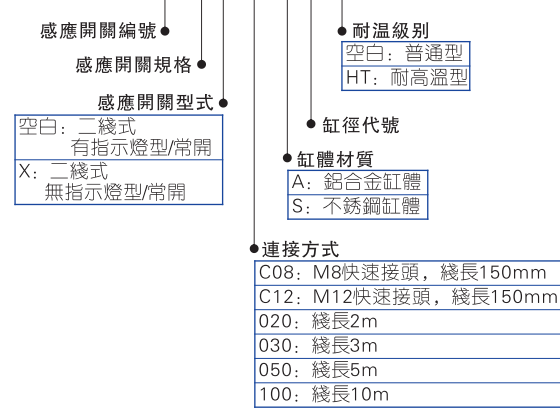 感應開關編號
感應開關規格
感應開關型式
空白：二綫式
有指示燈型/常開
X：二綫式
無指示燈型/常開
耐温級别
空白：普通型
HT：耐高溫型
缸徑代號
缸體材質
A：鋁合金缸體
S：不銹鋼缸體
連接方式
C08：M8快速接頭，綫長150mm
C12：M12快速接頭，綫長150mm
020：綫長2m
030：綫長3m
050：綫長5m
100：綫長10m